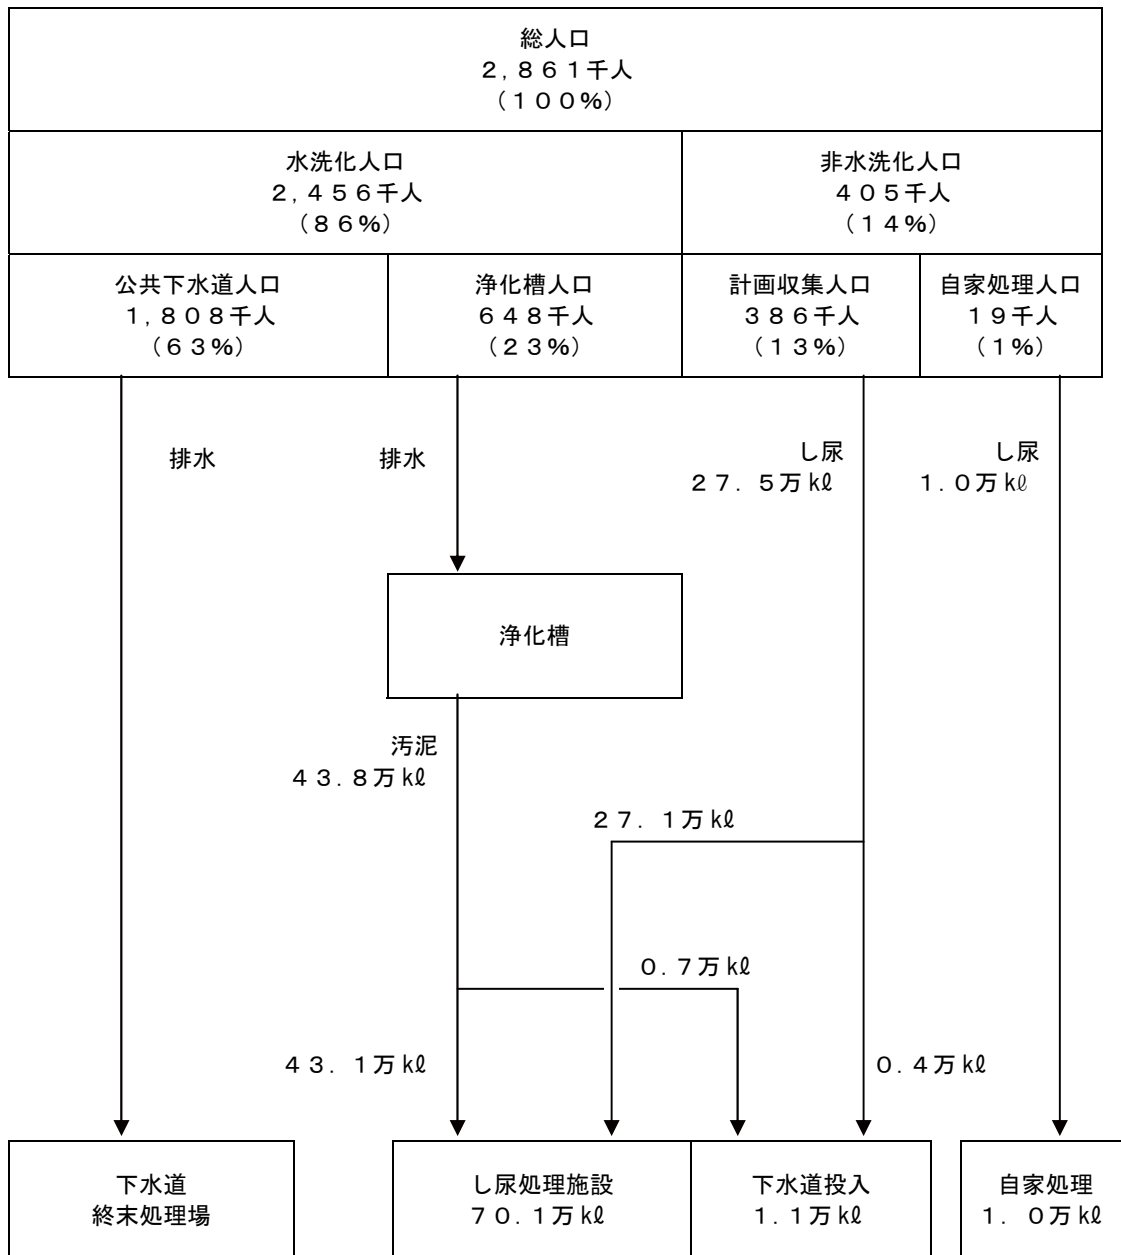 総人口
２,８６１千人
（１００%）
水洗化人口
２,４５６千人
（８６%）
非水洗化人口
４０５千人
（１４%）
公共下水道人口
１,８０８千人
（６３%）
浄化槽人口
６４８千人
（２３%）
計画収集人口
３８６千人
（１３%）
自家処理人口
１９千人
（１%）
排水
排水
し尿
２７.５万㎘
し尿
１.０万㎘
浄化槽
汚泥
４３.８万㎘
２７.１万㎘
０.７万㎘
４３.１万㎘
０.４万㎘
下水道
終末処理場
し尿処理施設
７０.１万㎘
下水道投入
１.１万㎘
自家処理
１.０万㎘